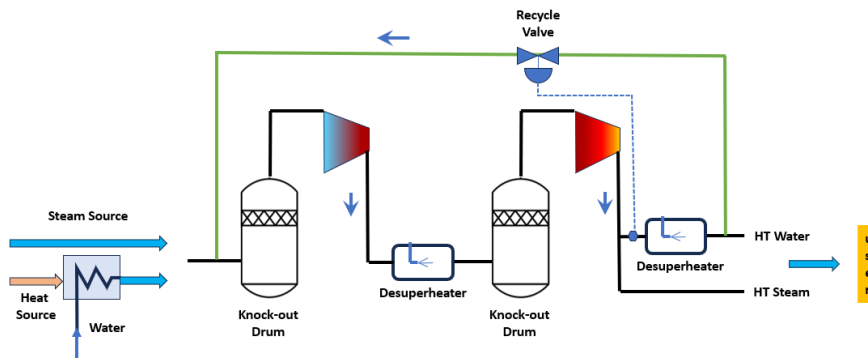 Recycle
Valve
Steam Source
Heat
Source
Water
Knock-out
Drum
Desuperheater
Knock-out
Drum
HT Water
Desuperheater
HT Steam
u
s
e
r